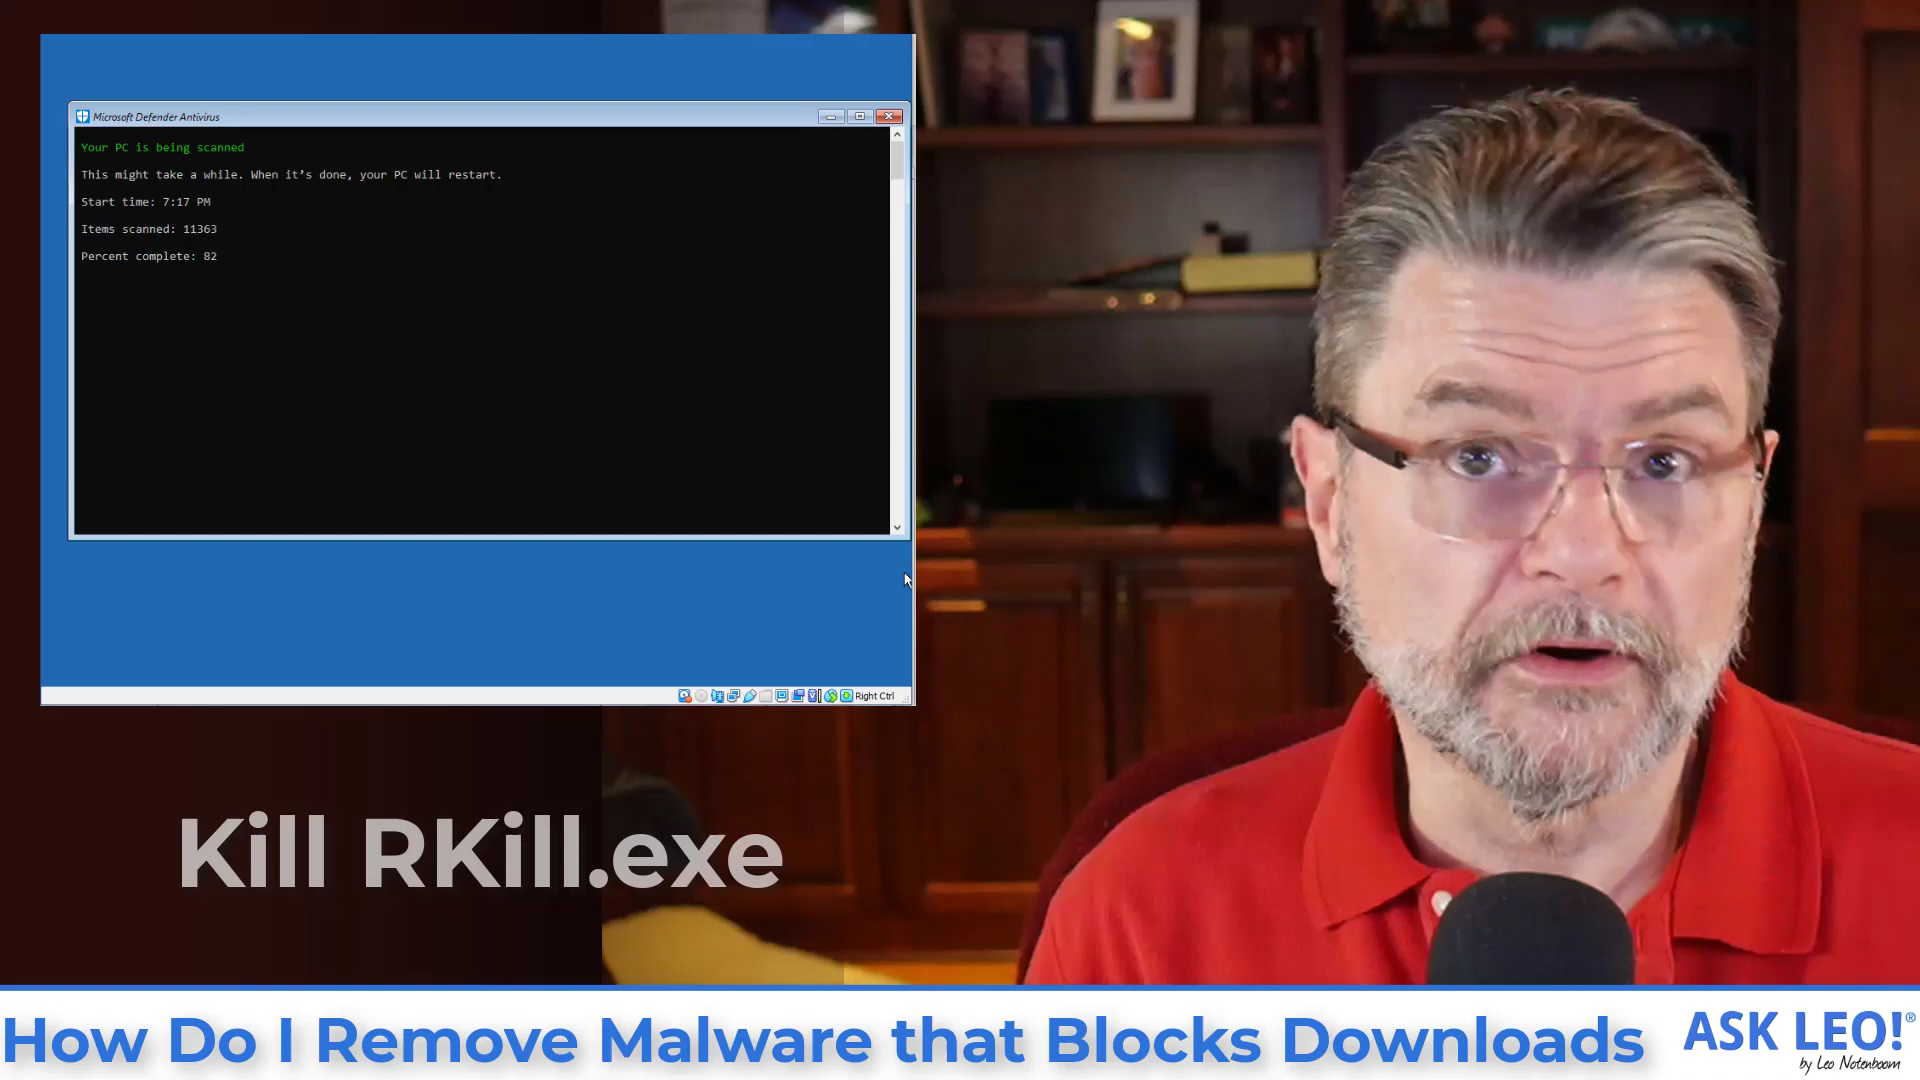 Microsoft Defender Antivirus
Your PC is being scanned
This might take a while. When it’s done, your PC will restart.
Start time: 7:17 PM
Items scanned: 11363
Percent complete: 82
Right Ctrl
Kill RKill.exe
How Do I Remove Malware that Blocks Downloads
ASK LEO!®
by Leo Notenboom